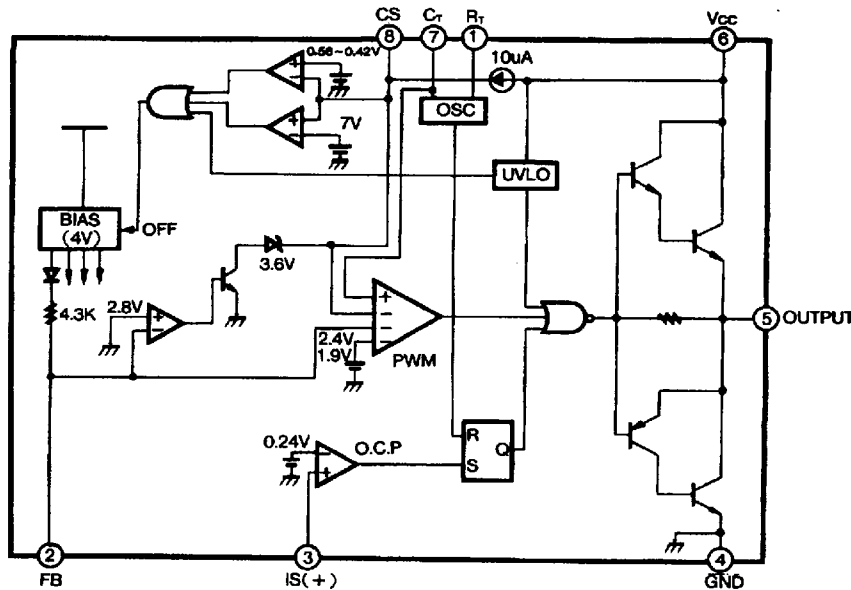 CS CT RT VCC
8 7 1 6
0.56~0.42V
10uA
+
−
OSC
7V
+
−
UVLO
BIAS
(4V)
OFF
3.6V
4.3K
2.8V
+
−
+
−
−
−
2.4V
1.9V
PWM
5 OUTPUT
R
Q
S
0.24V
−
+
O.C.P
2 3 4
FB IS(+) GND